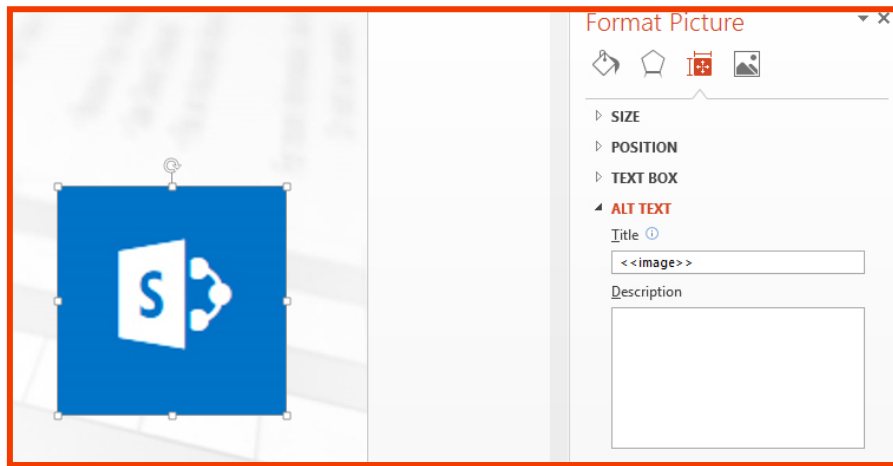 Format Picture
SIZE
POSITION
TEXT BOX
ALT TEXT
Title
<<image>>
Description
S